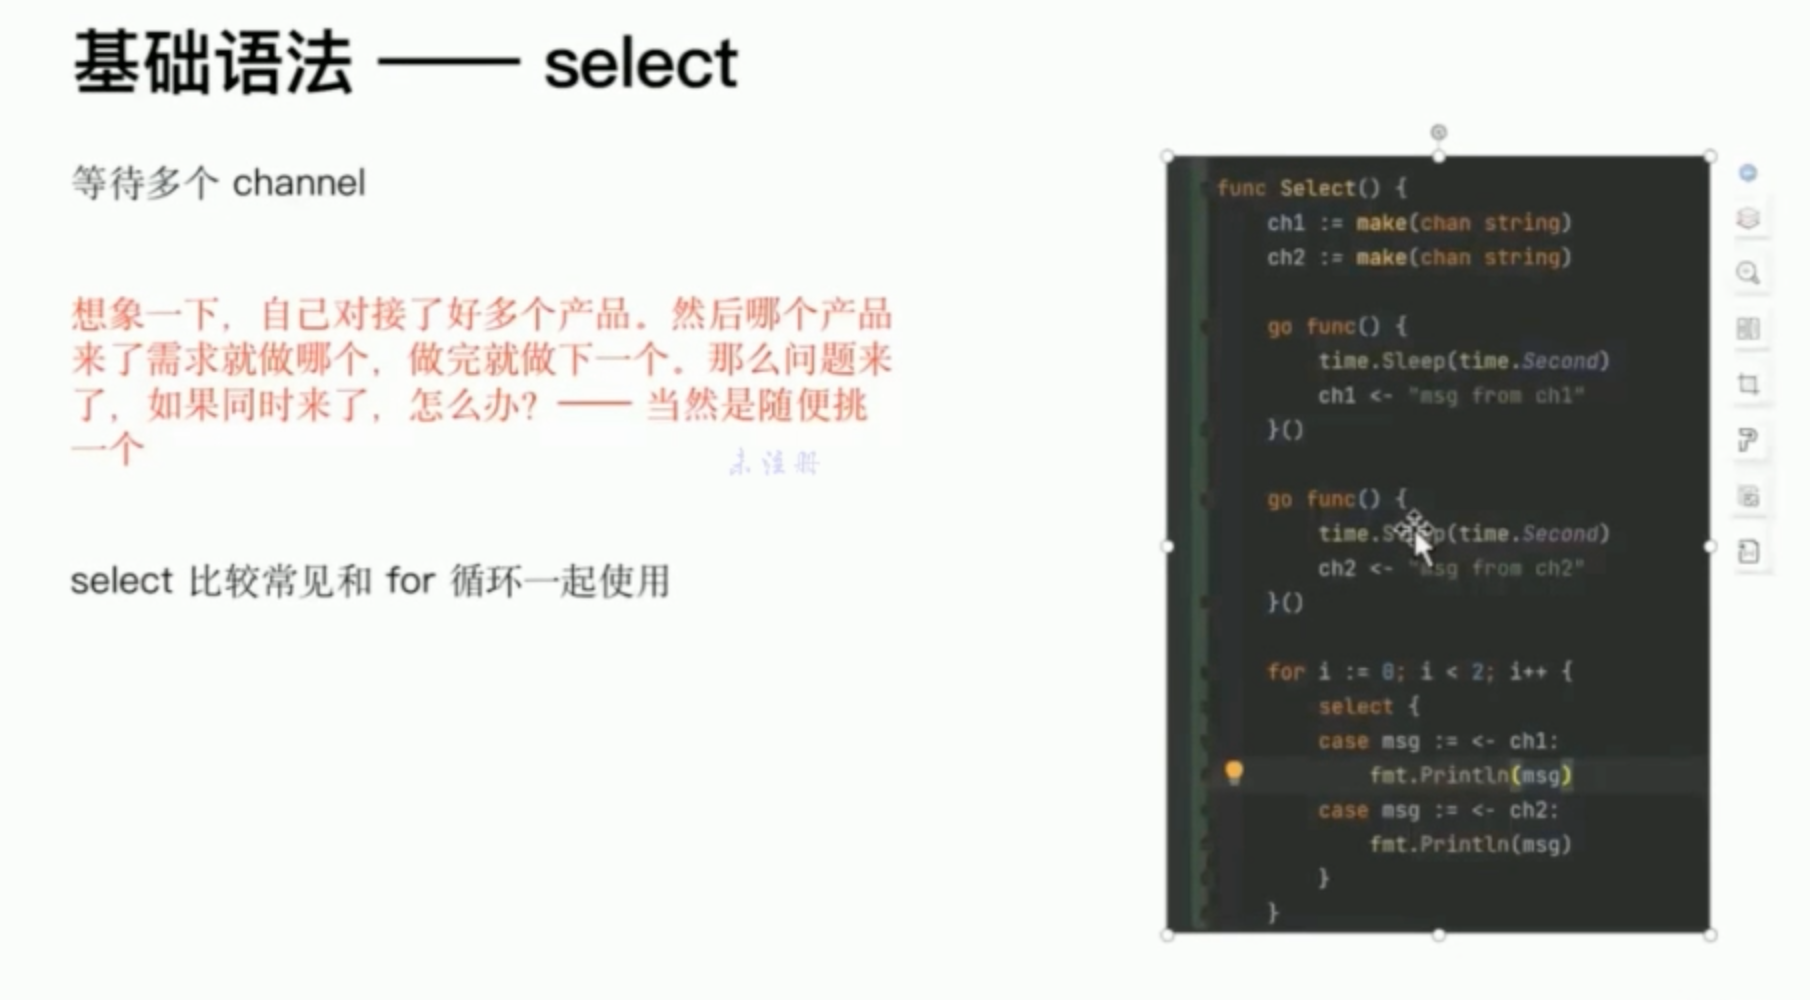 基础语法 —— select
等待多个 channel
想象一下，自己对接了好多个产品。然后哪个产品
来了需求就做哪个，做完就做下一个。那么问题来
了，如果同时来了，怎么办？—— 当然是随便挑
一个
未注册
select 比较常见和 for 循环一起使用
func Select() {
ch1 := make(chan string)
ch2 := make(chan string)
go func() {
time.Sleep(time.Second)
ch1 <- "msg from ch1"
}()
go func() {
time.Sleep(time.Second)
ch2 <- "msg from ch2"
}()
for i := 0; i < 2; i++ {
select {
case msg := <- ch1:
fmt.Println(msg)
case msg := <- ch2:
fmt.Println(msg)
}
}